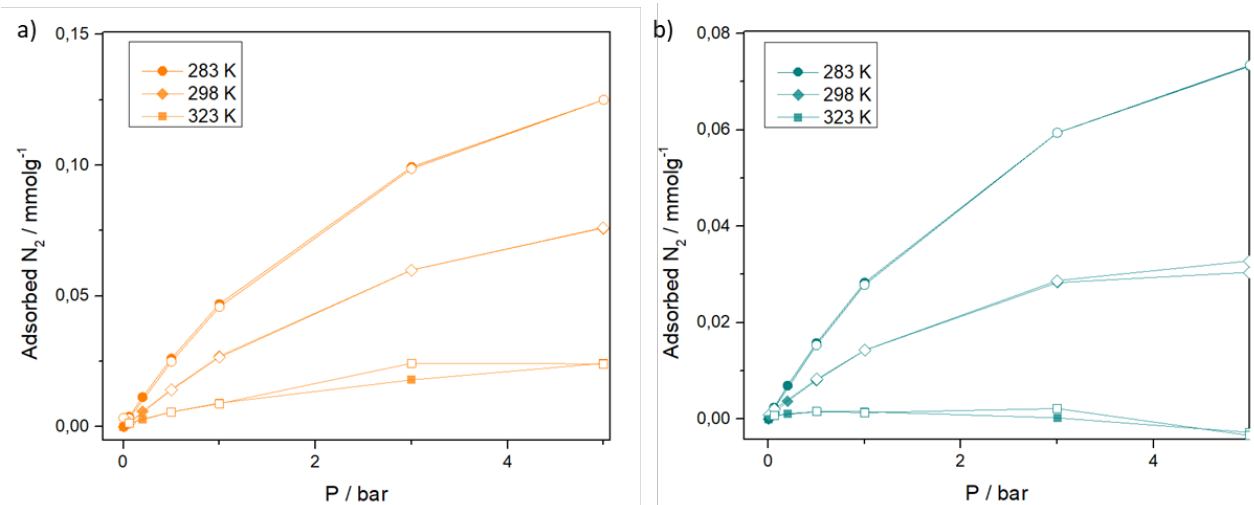 a)
0,15
0,10
0,05
0,00
Adsorbed N₂ / mmolg⁻¹
283 K
298 K
323 K
0
2
4
P / bar
b)
0,08
0,06
0,04
0,02
0,00
Adsorbed N₂ / mmolg⁻¹
283 K
298 K
323 K
0
2
4
P / bar